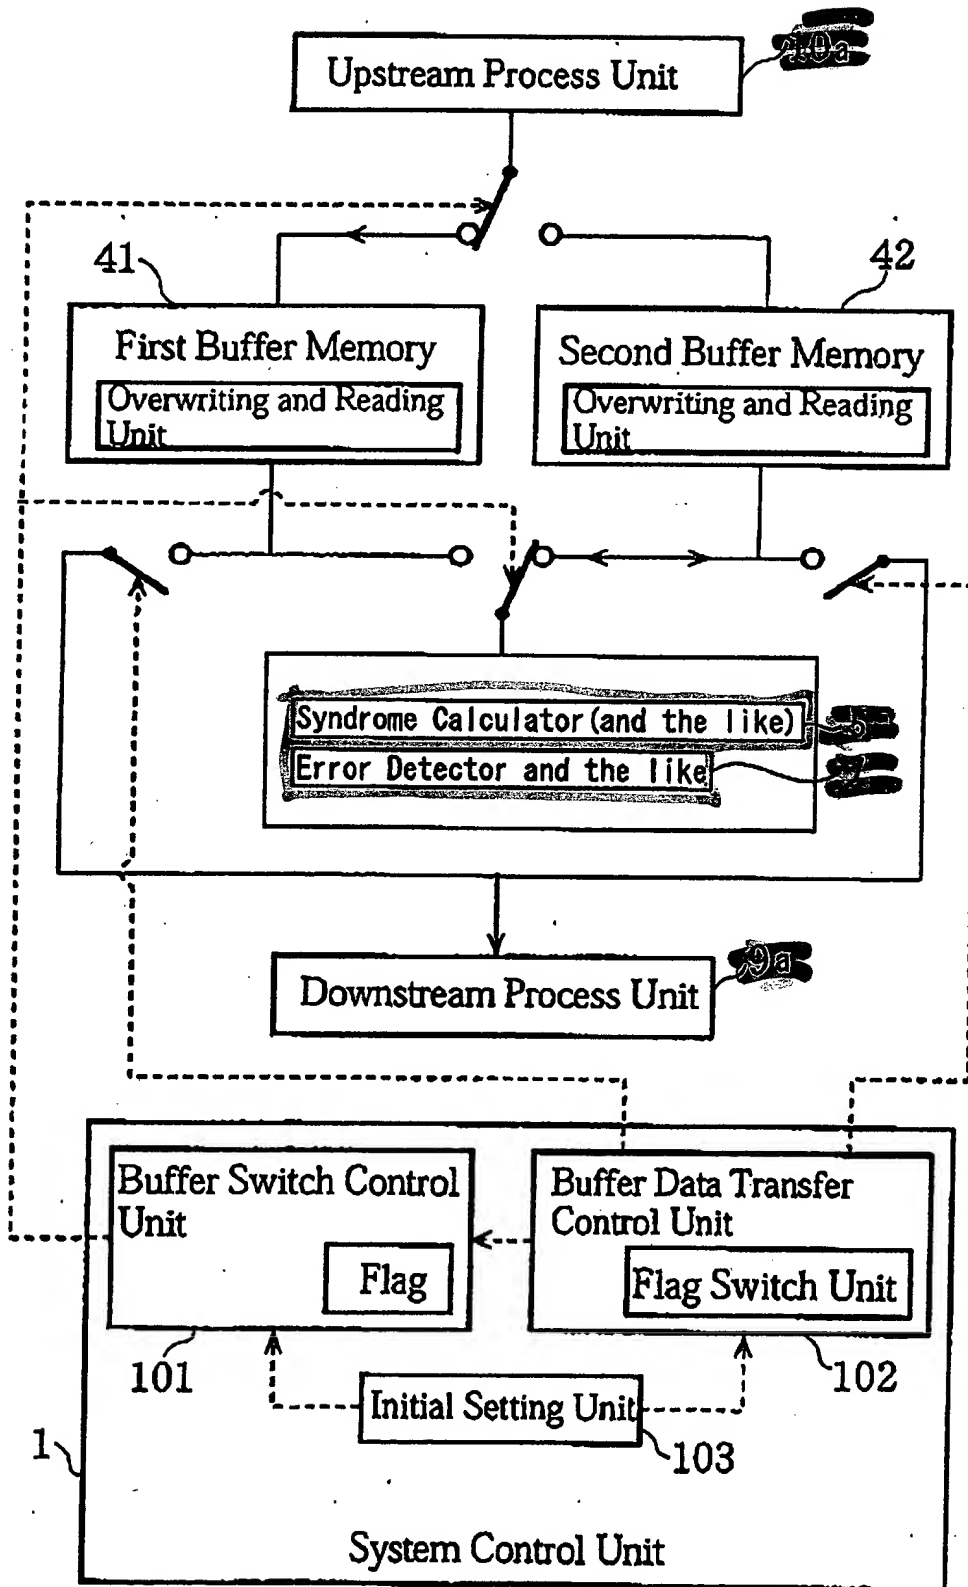 Upstream Process Unit
10a
41
42
First Buffer Memory
Overwriting and Reading
Unit
Second Buffer Memory
Overwriting and Reading
Unit
Syndrome Calculator(and the like)
Error Detector and the like
9a
Downstream Process Unit
Buffer Switch Control
Unit
Flag
Buffer Data Transfer
Control Unit
Flag Switch Unit
101
102
Initial Setting Unit
103
1
System Control Unit